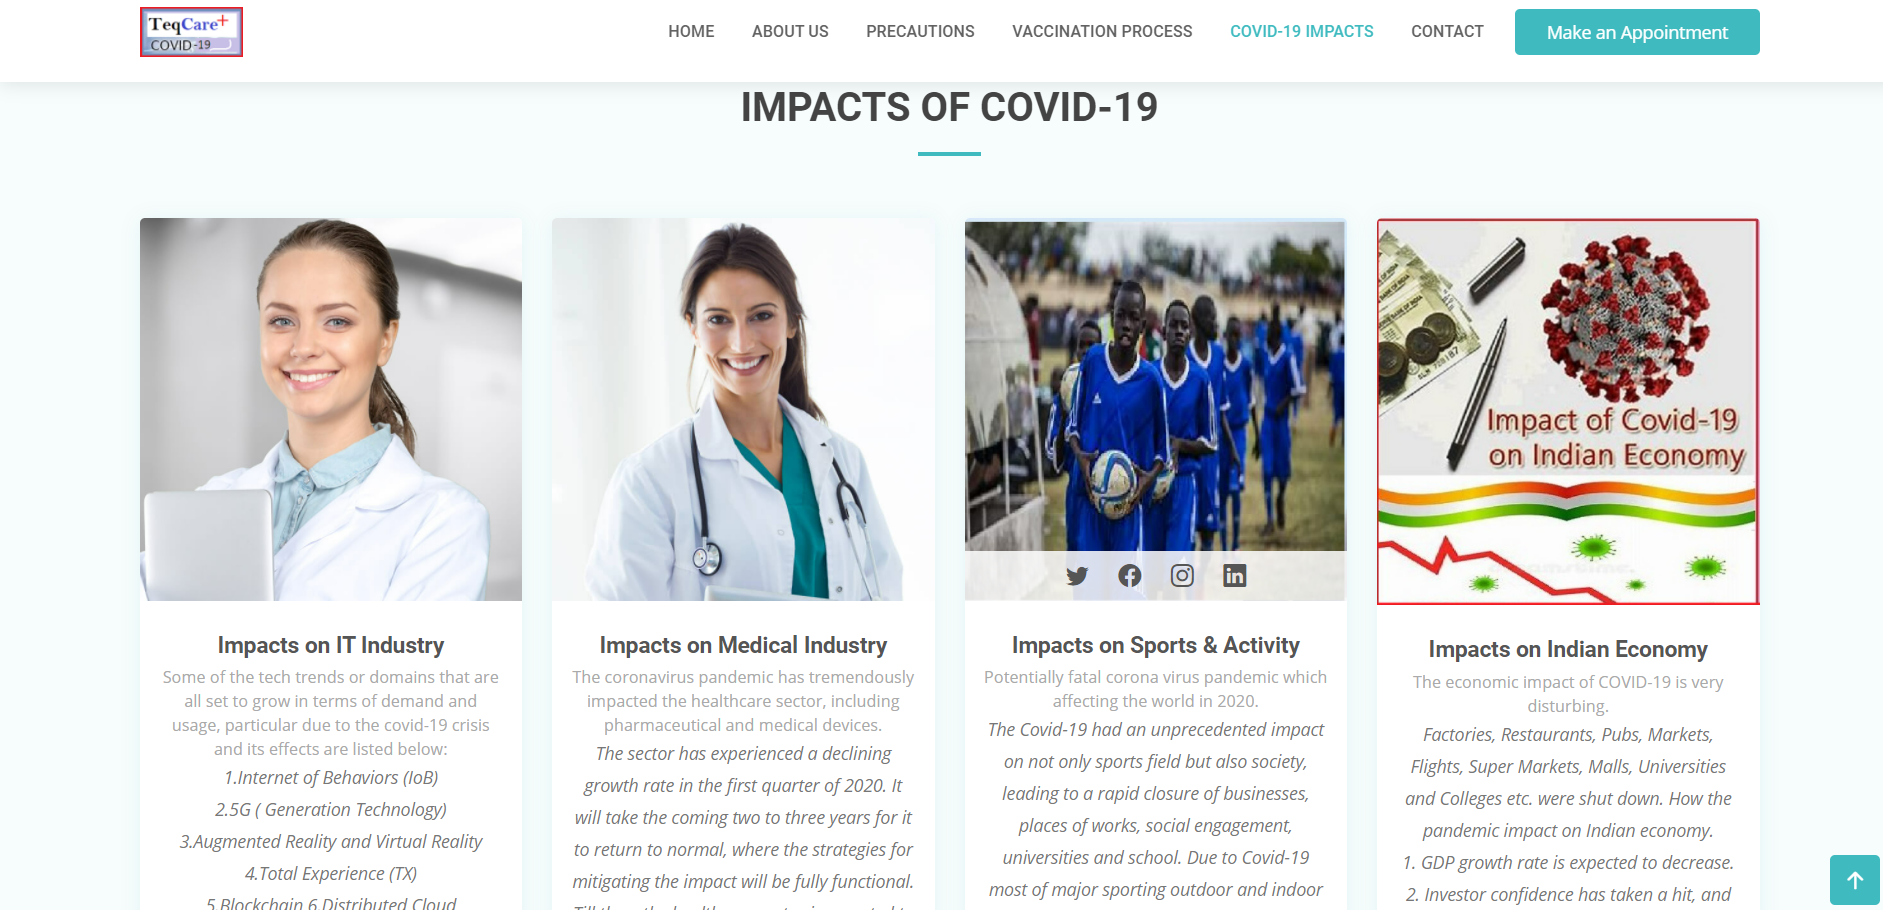 TeqCare+
COVID-19
HOME
ABOUT US
PRECAUTIONS
VACCINATION PROCESS
COVID-19 IMPACTS
CONTACT
Make an Appointment
IMPACTS OF COVID-19
Impact of Covid-19
on Indian Economy
Impacts on IT Industry
Some of the tech trends or domains that are
all set to grow in terms of demand and
usage, particular due to the covid-19 crisis
and its effects are listed below:
1.Internet of Behaviors (IoB)
2.5G ( Generation Technology)
3.Augmented Reality and Virtual Reality
4.Total Experience (TX)
5.Blockchain 6.Distributed Cloud
Impacts on Medical Industry
The coronavirus pandemic has tremendously
impacted the healthcare sector, including
pharmaceutical and medical devices.
The sector has experienced a declining
growth rate in the first quarter of 2020. It
will take the coming two to three years for it
to return to normal, where the strategies for
mitigating the impact will be fully functional.
Impacts on Sports & Activity
Potentially fatal corona virus pandemic which
affecting the world in 2020.
The Covid-19 had an unprecedented impact
on not only sports field but also society,
leading to a rapid closure of businesses,
places of works, social engagement,
universities and school. Due to Covid-19
most of major sporting outdoor and indoor
Impacts on Indian Economy
The economic impact of COVID-19 is very
disturbing.
Factories, Restaurants, Pubs, Markets,
Flights, Super Markets, Malls, Universities
and Colleges etc. were shut down. How the
pandemic impact on Indian economy.
1. GDP growth rate is expected to decrease.
2. Investor confidence has taken a hit, and